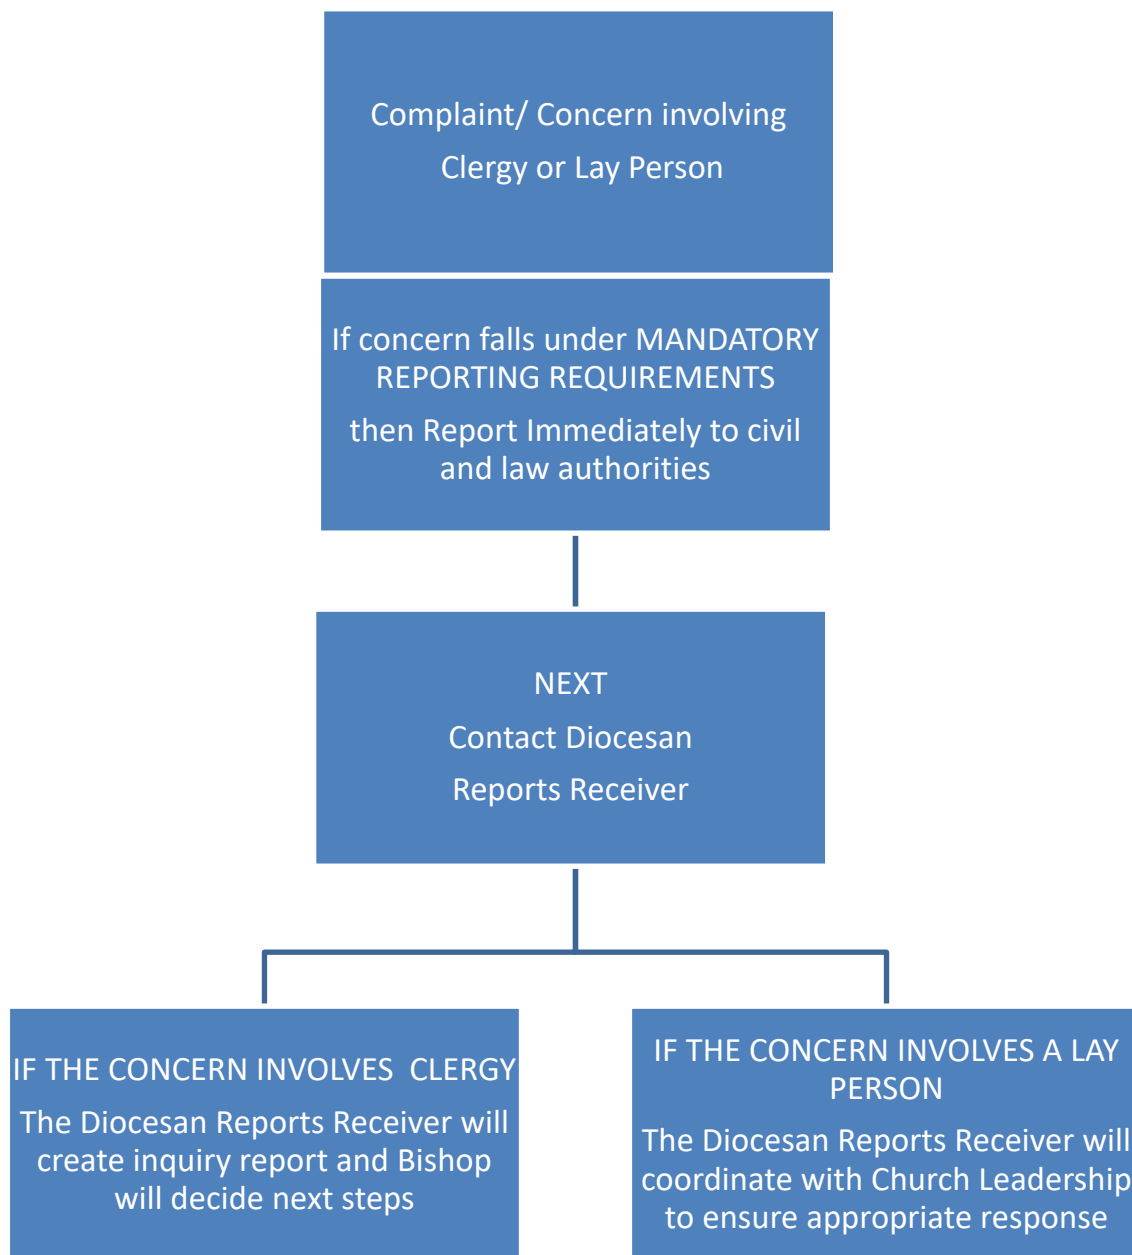 Complaint/ Concern involving
Clergy or Lay Person
If concern falls under MANDATORY
REPORTING REQUIREMENTS
then Report Immediately to civil
and law authorities
NEXT
Contact Diocesan
Reports Receiver
IF THE CONCERN INVOLVES  CLERGY
The Diocesan Reports Receiver will
create inquiry report and Bishop
will decide next steps
IF THE CONCERN INVOLVES A LAY
PERSON
The Diocesan Reports Receiver will
coordinate with Church Leadership
to ensure appropriate response